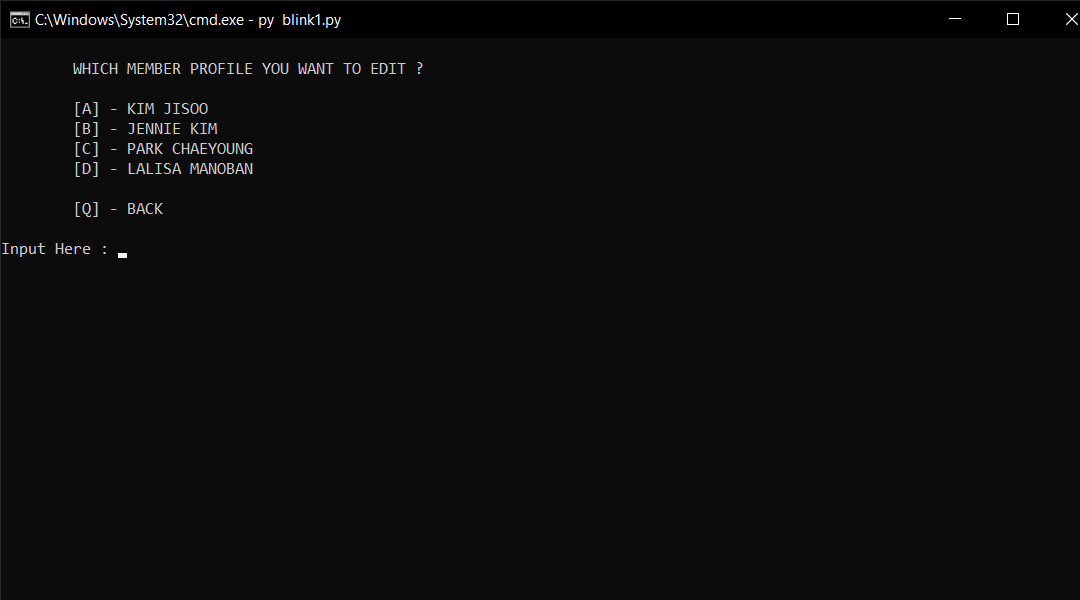 C:\Windows\System32\cmd.exe - py  blink1.py
WHICH MEMBER PROFILE YOU WANT TO EDIT ?
[A] - KIM JISOO
[B] - JENNIE KIM
[C] - PARK CHAEYOUNG
[D] - LALISA MANOBAN
[Q] - BACK
Input Here :